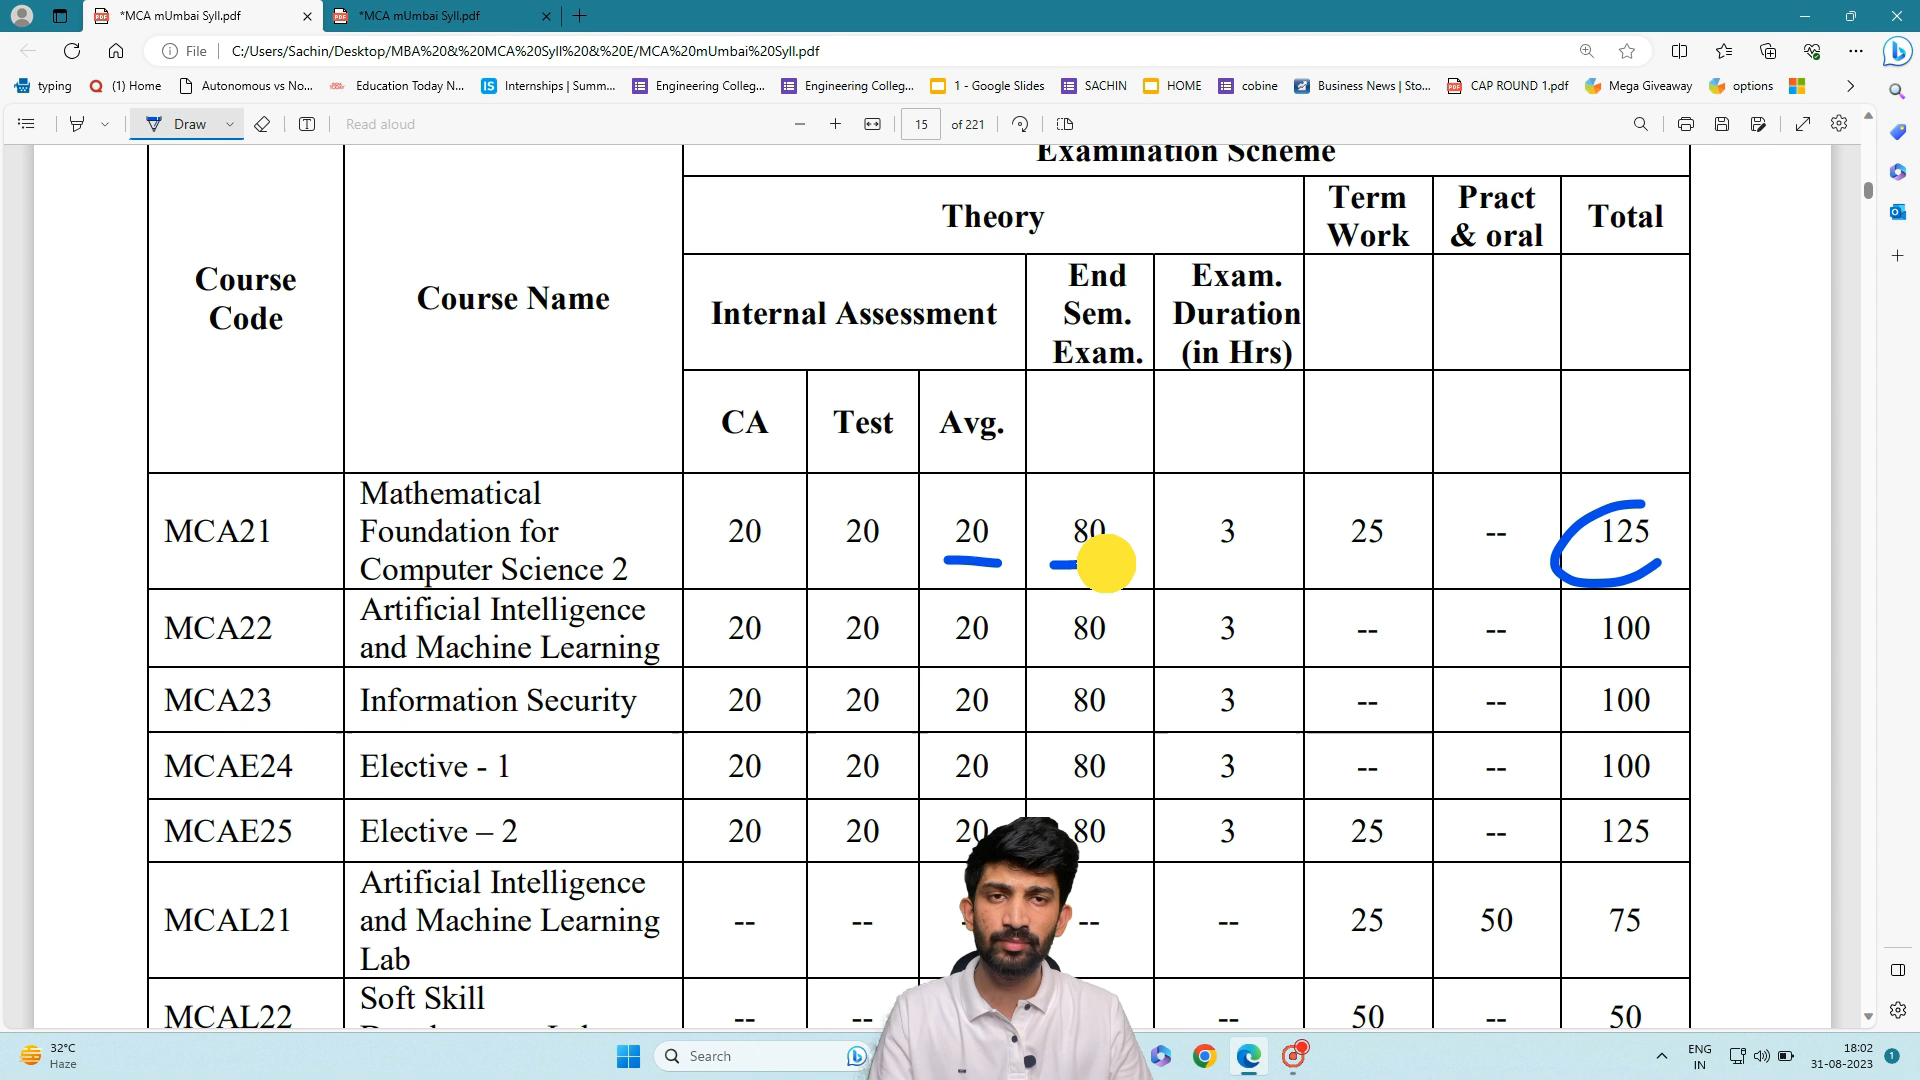 *MCA mUmbai Syll.pdf
*MCA mUmbai Syll.pdf
File
C:/Users/Sachin/Desktop/MBA%20&%20MCA%20Syll%20&%20E/MCA%20mUmbai%20Syll.pdf
typing
(1) Home
Autonomous vs No...
Education Today N...
Internships | Summ...
Engineering Colleg...
Engineering Colleg...
1 - Google Slides
SACHIN
HOME
cobine
Business News | Sto...
CAP ROUND 1.pdf
Mega Giveaway
options
Draw
Read aloud
15 of 221
Examination Scheme
Course
Code
Course Name
Theory
Term
Work
Pract
& oral
Total
Internal Assessment
End
Sem.
Exam.
Exam.
Duration
(in Hrs)
CA Test Avg.
MCA21
Mathematical
Foundation for
Computer Science 2
20 20 20 80 3 25 -- 125
MCA22
Artificial Intelligence
and Machine Learning
20 20 20 80 3 -- -- 100
MCA23 Information Security 20 20 20 80 3 -- -- 100
MCAE24 Elective - 1 20 20 20 80 3 -- -- 100
MCAE25 Elective – 2 20 20 20 80 3 25 -- 125
MCAL21
Artificial Intelligence
and Machine Learning
Lab
-- -- - -- -- 25 50 75
MCAL22
Soft Skill
-- -- -- 50 -- 50
32°C
Haze
Search
ENG
IN
18:02
31-08-2023
1